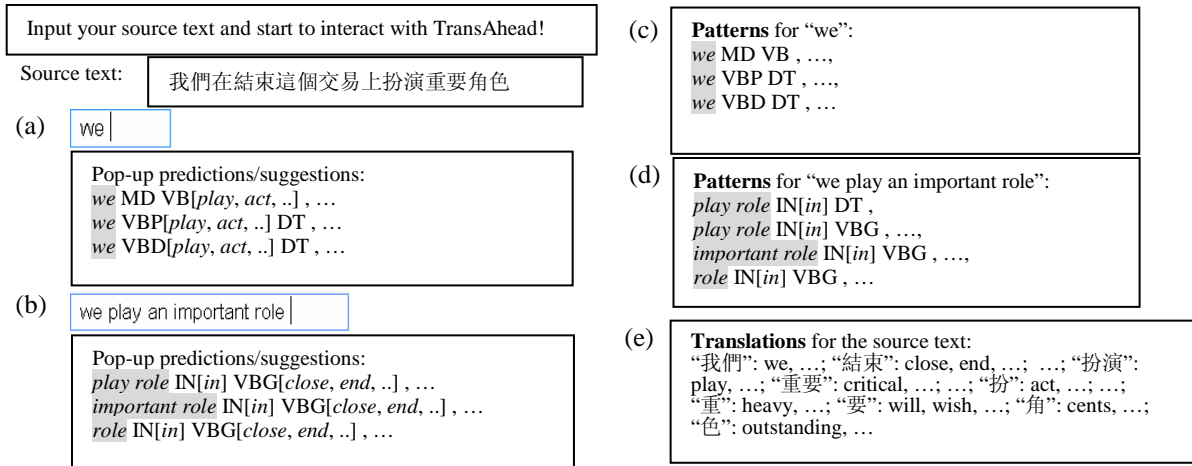 Input your source text and start to interact with TransAhead!
Source text:
我們在結束這個交易上扮演重要角色
(a)
we
Pop-up predictions/suggestions:
we MD VB[play, act, ..] , …
we VBP[play, act, ..] DT , …
we VBD[play, act, ..] DT , …
(b)
we play an important role
Pop-up predictions/suggestions:
play role IN[in] VBG[close, end, ..] , …
important role IN[in] VBG[close, end, ..] , …
role IN[in] VBG[close, end, ..] , …
(c)
Patterns for “we”:
we MD VB , …,
we VBP DT , …,
we VBD DT , …
(d)
Patterns for “we play an important role”:
play role IN[in] DT ,
play role IN[in] VBG , …,
important role IN[in] VBG , …,
role IN[in] VBG , …
(e)
Translations for the source text:
“我們”: we, …; “結束”: close, end, …; …; “扮演”:
play, …; “重要”: critical, …; …; “扮”: act, …; …;
“重”: heavy, …; “要”: will, wish, …; “角”: cents, …;
“色”: outstanding, …